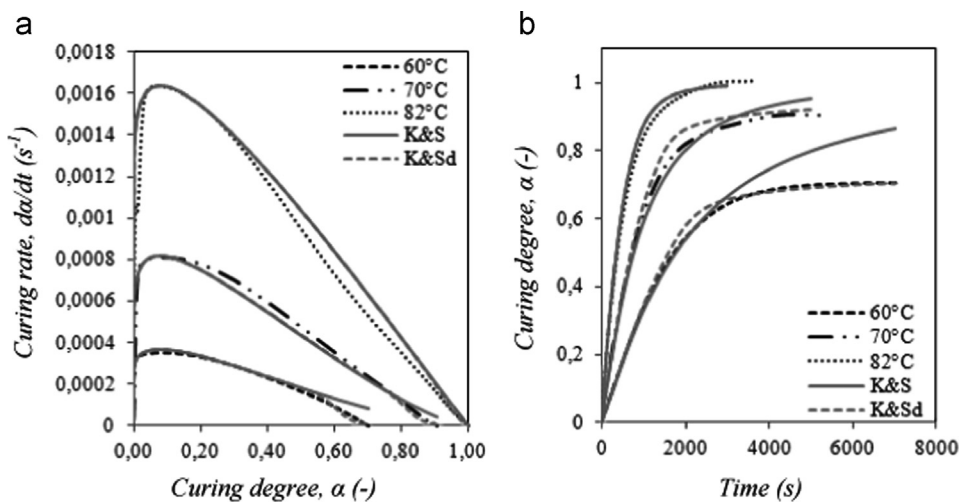 a
0,0018
0,0016
0,0014
0,0012
0,001
0,0008
0,0006
0,0004
0,0002
0
0,00
0,20
0,40
0,60
0,80
1,00
Curing rate, dα/dt (s⁻¹)
Curing degree, α (-)
60°C
70°C
82°C
K&S
K&Sd
b
1
0,8
0,6
0,4
0,2
0
0
2000
4000
6000
8000
Curing degree, α (-)
Time (s)
60°C
70°C
82°C
K&S
K&Sd